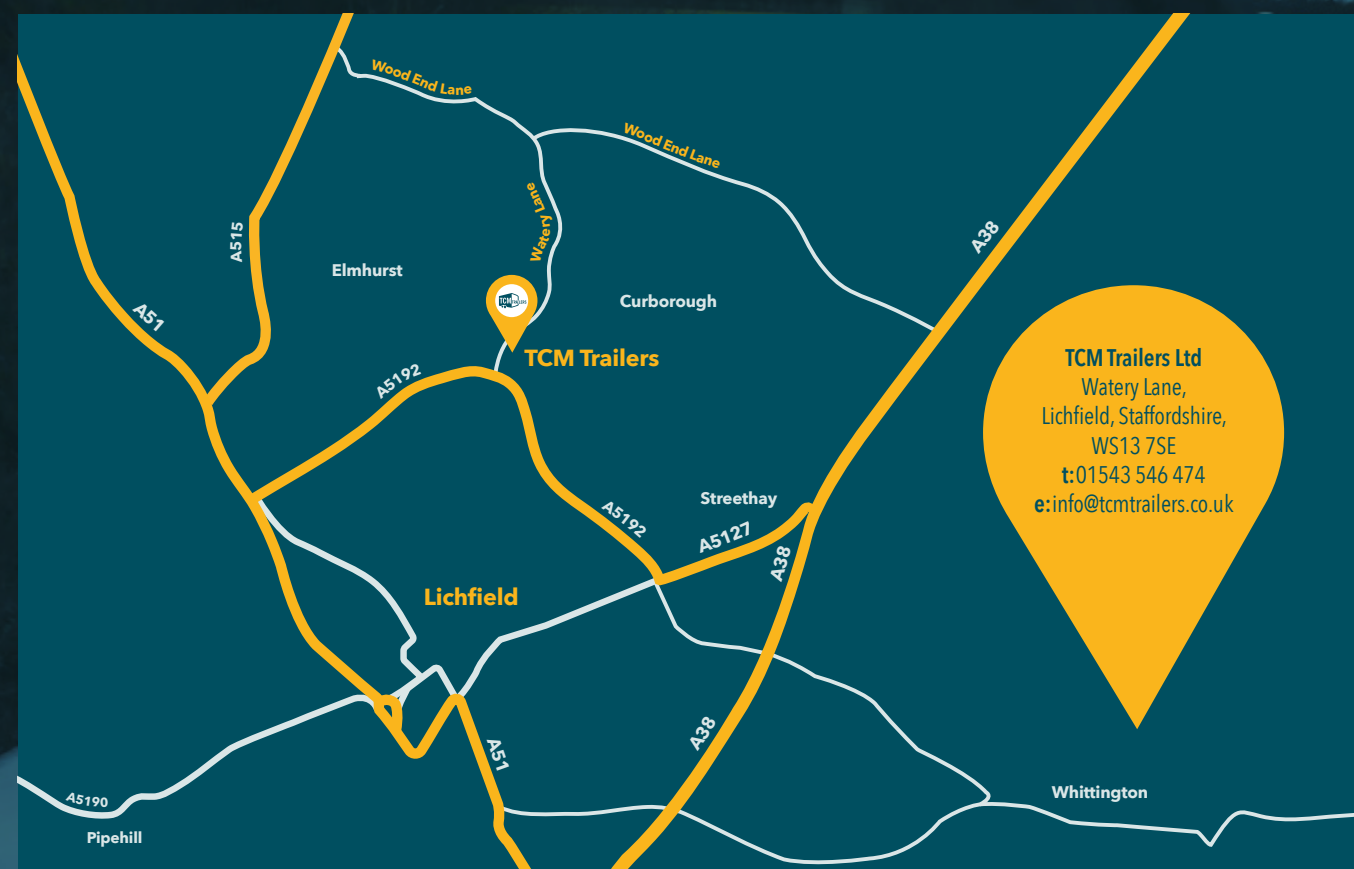 Wood End Lane
Wood End Lane
Watery Lane
A515
A38
Elmhurst
Curborough
A51
TCM
TRAILERS
TCM Trailers
A5192
TCM Trailers Ltd
Watery Lane,
Lichfield, Staffordshire,
WS13 7SE
t:01543 546 474
e:info@tcmtrailers.co.uk
Streethay
A5192
A5127
A38
Lichfield
A38
A51
Whittington
A5190
Pipehill